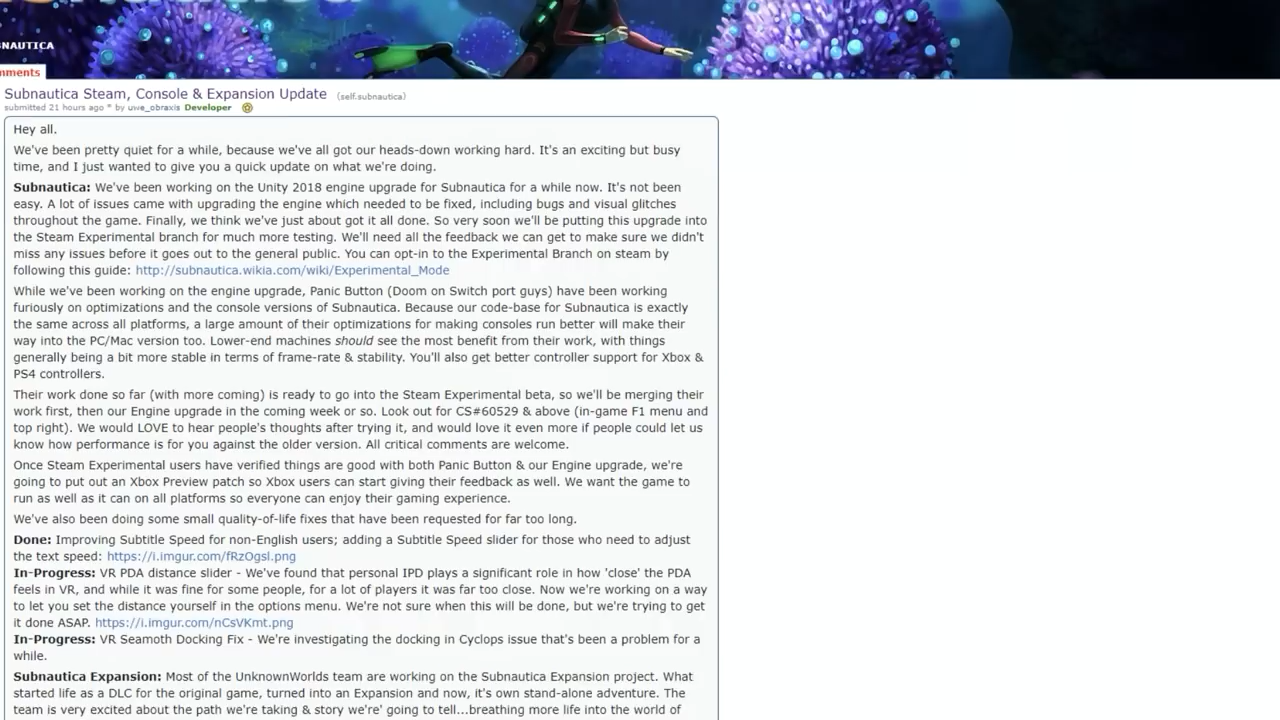 NAUTICA
mments
Subnautica Steam, Console & Expansion Update (self.subnautica)
submitted 21 hours ago * by uwe_obraxis Developer
Hey all.
We've been pretty quiet for a while, because we've all got our heads-down working hard. It's an exciting but busy
time, and I just wanted to give you a quick update on what we're doing.
Subnautica: We've been working on the Unity 2018 engine upgrade for Subnautica for a while now. It's not been
easy. A lot of issues came with upgrading the engine which needed to be fixed, including bugs and visual glitches
throughout the game. Finally, we think we've just about got it all done. So very soon we'll be putting this upgrade into
the Steam Experimental branch for much more testing. We'll need all the feedback we can get to make sure we didn't
miss any issues before it goes out to the general public. You can opt-in to the Experimental Branch on steam by
following this guide: http://subnautica.wikia.com/wiki/Experimental_Mode
While we've been working on the engine upgrade, Panic Button (Doom on Switch port guys) have been working
furiously on optimizations and the console versions of Subnautica. Because our code-base for Subnautica is exactly
the same across all platforms, a large amount of their optimizations for making consoles run better will make their
way into the PC/Mac version too. Lower-end machines should see the most benefit from their work, with things
generally being a bit more stable in terms of frame-rate & stability. You'll also get better controller support for Xbox &
PS4 controllers.
Their work done so far (with more coming) is ready to go into the Steam Experimental beta, so we'll be merging their
work first, then our Engine upgrade in the coming week or so. Look out for CS#60529 & above (in-game F1 menu and
top right). We would LOVE to hear people's thoughts after trying it, and would love it even more if people could let us
know how performance is for you against the older version. All critical comments are welcome.
Once Steam Experimental users have verified things are good with both Panic Button & our Engine upgrade, we're
going to put out an Xbox Preview patch so Xbox users can start giving their feedback as well. We want the game to
run as well as it can on all platforms so everyone can enjoy their gaming experience.
We've also been doing some small quality-of-life fixes that have been requested for far too long.
Done: Improving Subtitle Speed for non-English users; adding a Subtitle Speed slider for those who need to adjust
the text speed: https://i.imgur.com/fRzOgsl.png
In-Progress: VR PDA distance slider - We've found that personal IPD plays a significant role in how 'close' the PDA
feels in VR, and while it was fine for some people, for a lot of players it was far too close. Now we're working on a way
to let you set the distance yourself in the options menu. We're not sure when this will be done, but we're trying to get
it done ASAP. https://i.imgur.com/nCsVKmt.png
In-Progress: VR Seamoth Docking Fix - We're investigating the docking in Cyclops issue that's been a problem for a
while.
Subnautica Expansion: Most of the UnknownWorlds team are working on the Subnautica Expansion project. What
started life as a DLC for the original game, turned into an Expansion and now, it's own stand-alone adventure. The
team is very excited about the path we're taking & story we're' going to tell...breathing more life into the world of